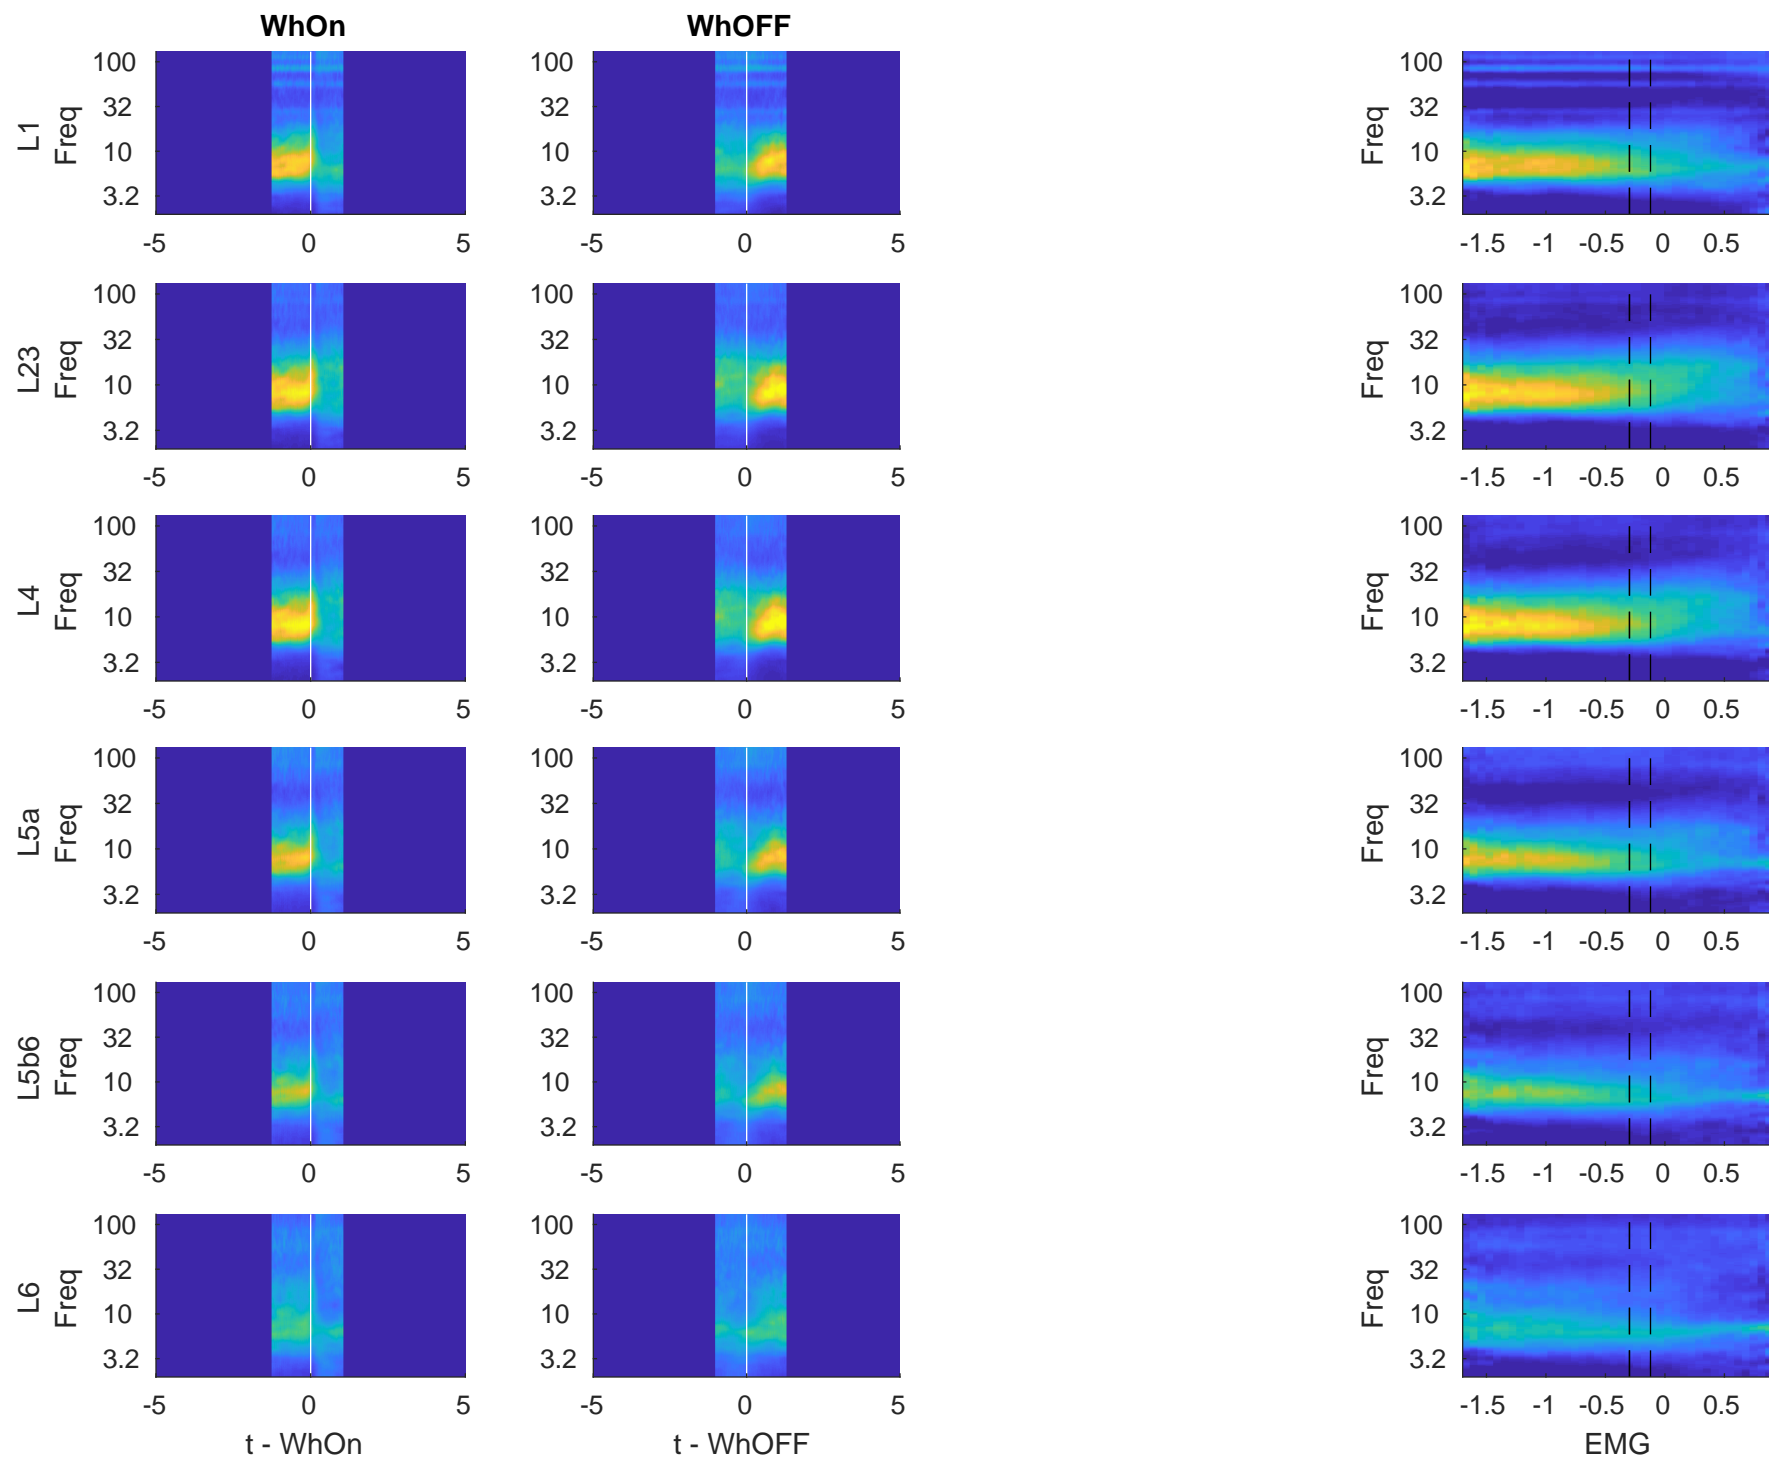 WhOn WhOFF
L1 Freq 100 32 10 3.2 100 32 10 3.2 Freq 100 32 10 3.2
-5 0 5 -5 0 5 -1.5 -1 -0.5 0 0.5
L23 Freq 100 32 10 3.2 100 32 10 3.2 Freq 100 32 10 3.2
-5 0 5 -5 0 5 -1.5 -1 -0.5 0 0.5
L4 Freq 100 32 10 3.2 100 32 10 3.2 Freq 100 32 10 3.2
-5 0 5 -5 0 5 -1.5 -1 -0.5 0 0.5
L5a Freq 100 32 10 3.2 100 32 10 3.2 Freq 100 32 10 3.2
-5 0 5 -5 0 5 -1.5 -1 -0.5 0 0.5
L5b6 Freq 100 32 10 3.2 100 32 10 3.2 Freq 100 32 10 3.2
-5 0 5 -5 0 5 -1.5 -1 -0.5 0 0.5
L6 Freq 100 32 10 3.2 100 32 10 3.2 Freq 100 32 10 3.2
-5 0 5 -5 0 5 -1.5 -1 -0.5 0 0.5
t - WhOn t - WhOFF EMG